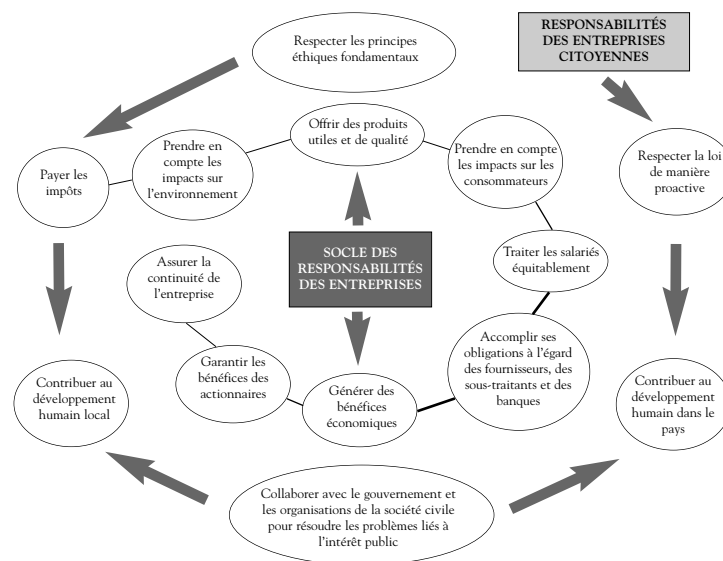 RESPONSABILITÉS
DES ENTREPRISES
CITOYENNES
Respecter les principes
éthiques fondamentaux
Offrir des produits
utiles et de qualité
Prendre en
compte les
impacts sur
l'environnement
Prendre en compte
les impacts sur les
consommateurs
Payer les
impôts
Respecter la loi
de manière
proactive
SOCLE DES
RESPONSABILITÉS
DES ENTREPRISES
Traiter les salariés
équitablement
Assurer la
continuité de
l'entreprise
Garantir les
bénéfices des
actionnaires
Générer des
bénéfices
économiques
Accomplir ses
obligations à l'égard
des fournisseurs, des
sous-traitants et des
banques
Contribuer au
développement
humain local
Contribuer au
développement
humain dans le
pays
Collaborer avec le gouvernement et
les organisations de la société civile
pour résoudre les problèmes liés à
l'intérêt public